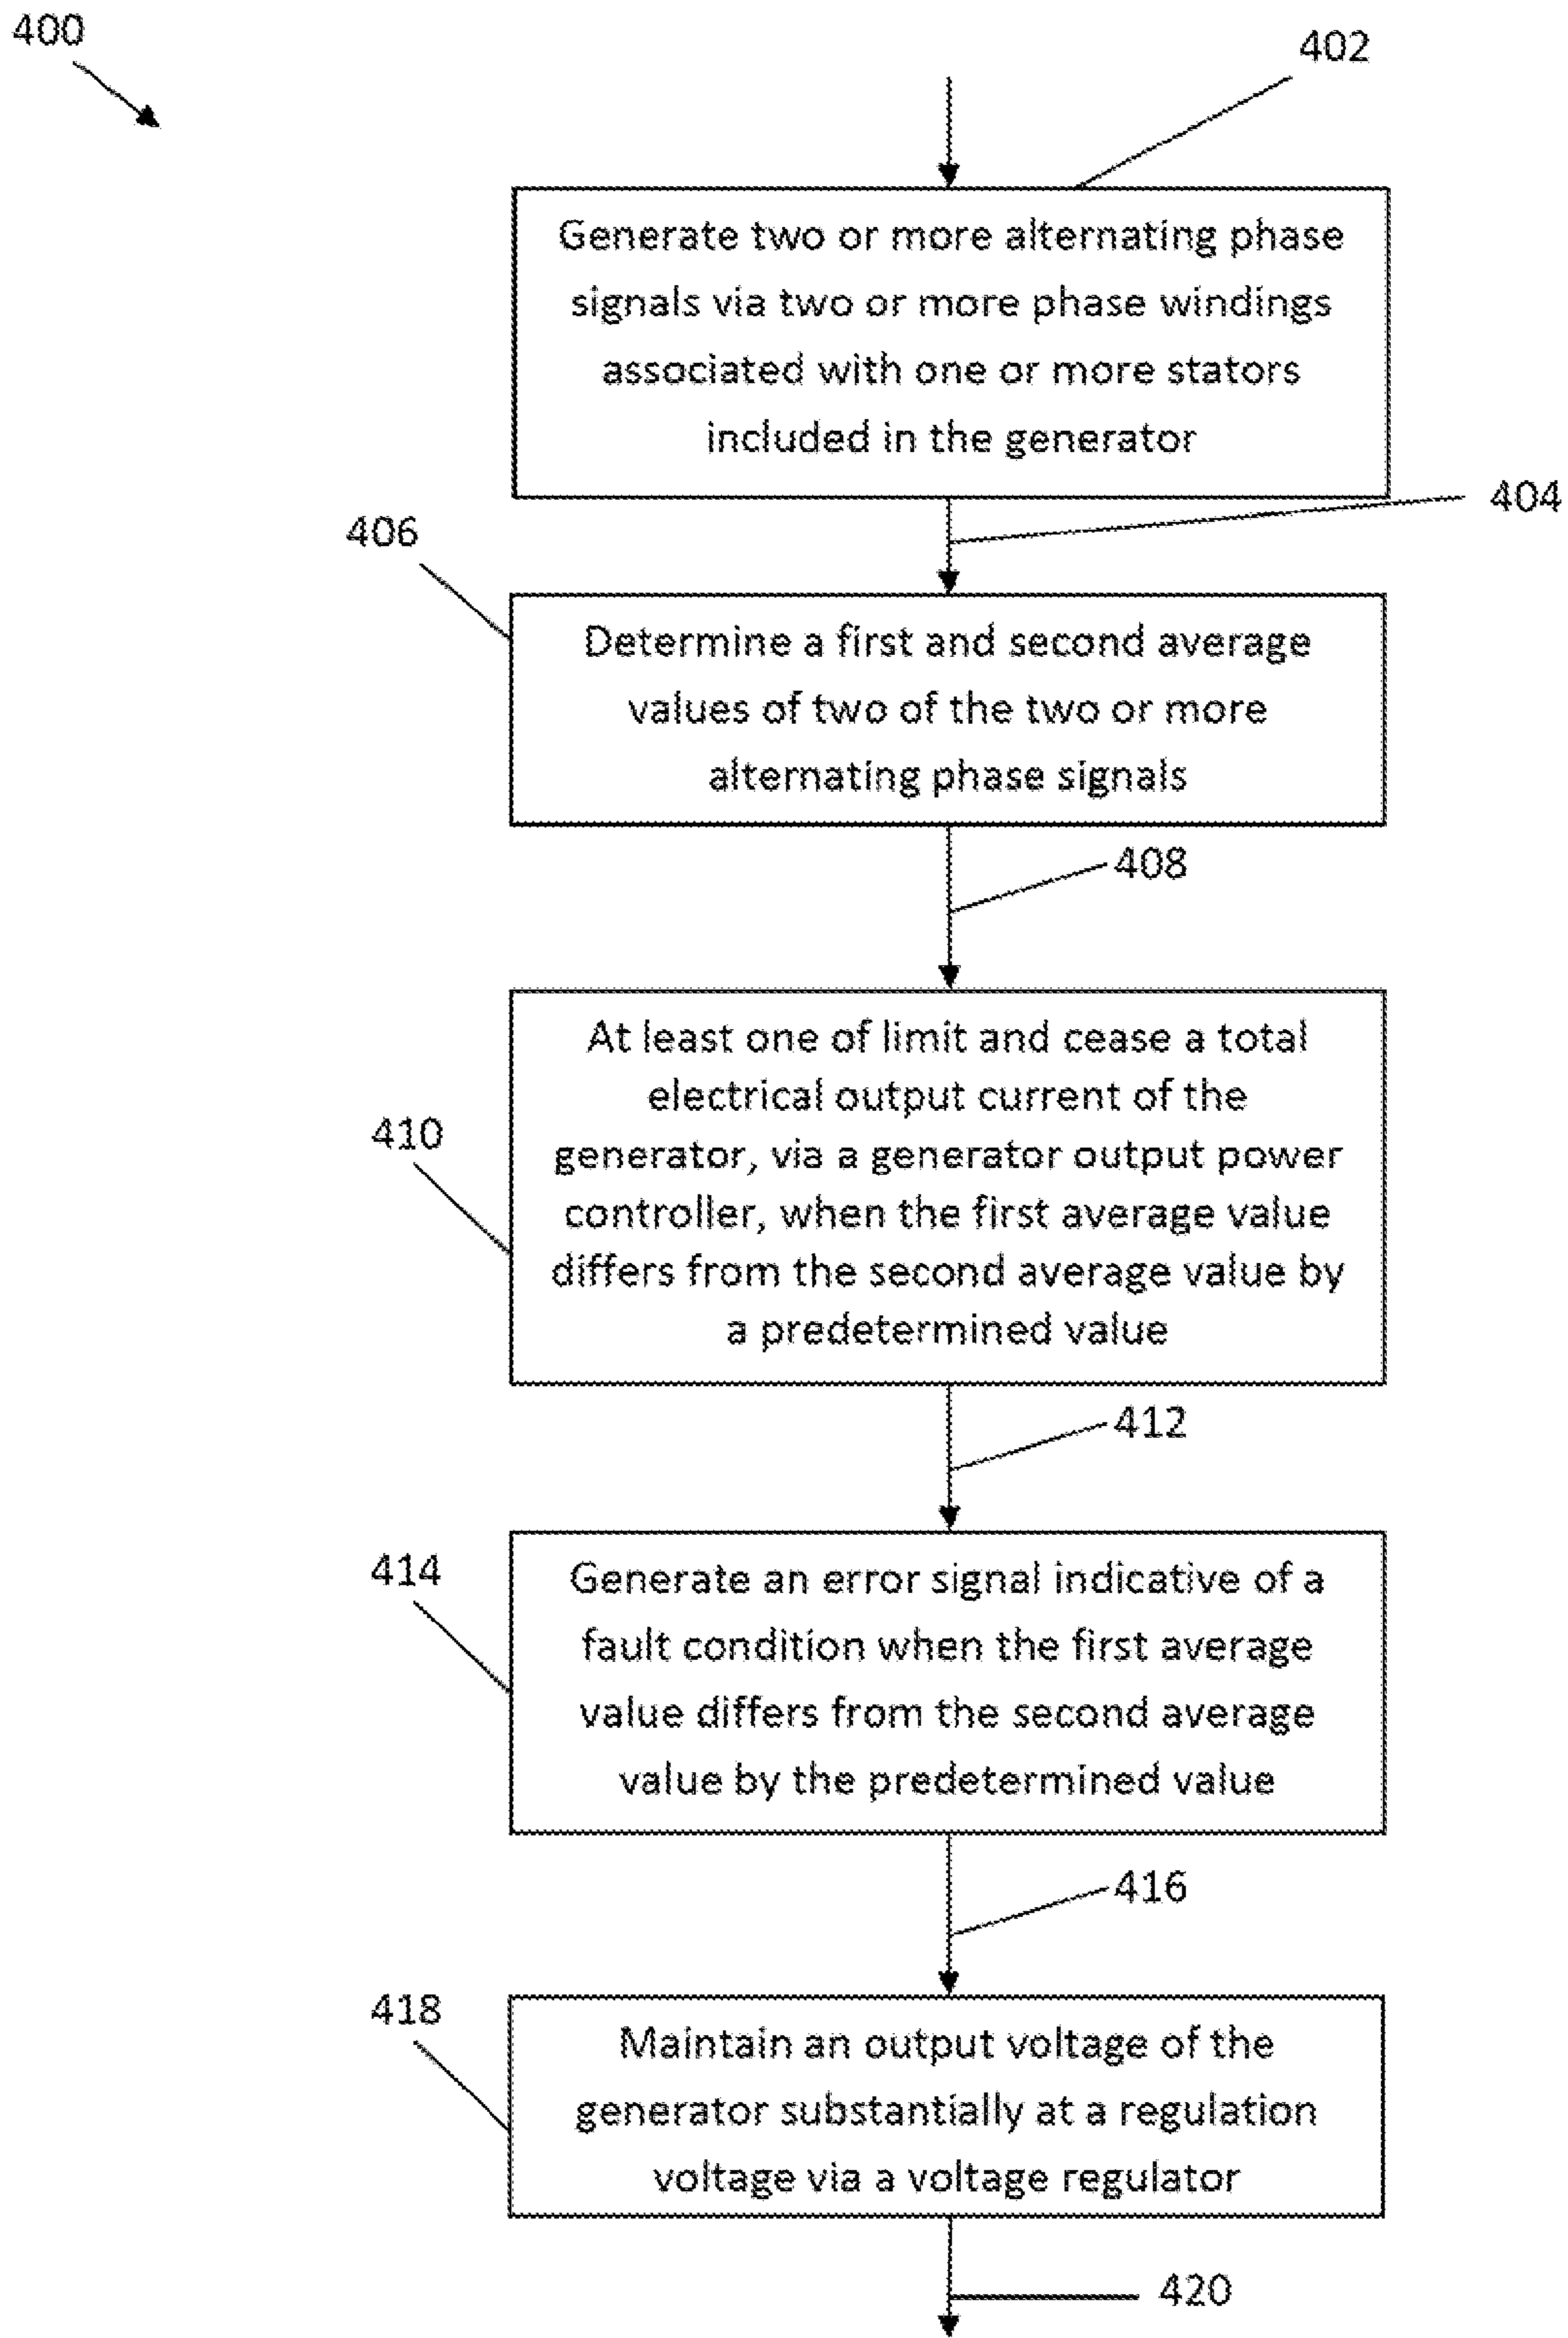 400
402
Generate two or more alternating phase
signals via two or more phase windings
associated with one or more stators
included in the generator
404
406
Determine a first and second average
values of two of the two or more
alternating phase signals
408
At least one of limit and cease a total
electrical output current of the
generator, via a generator output power
controller, when the first average value
differs from the second average value by
a predetermined value
410
412
414
Generate an error signal indicative of a
fault condition when the first average
value differs from the second average
value by the predetermined value
416
418
Maintain an output voltage of the
generator substantially at a regulation
voltage via a voltage regulator
420